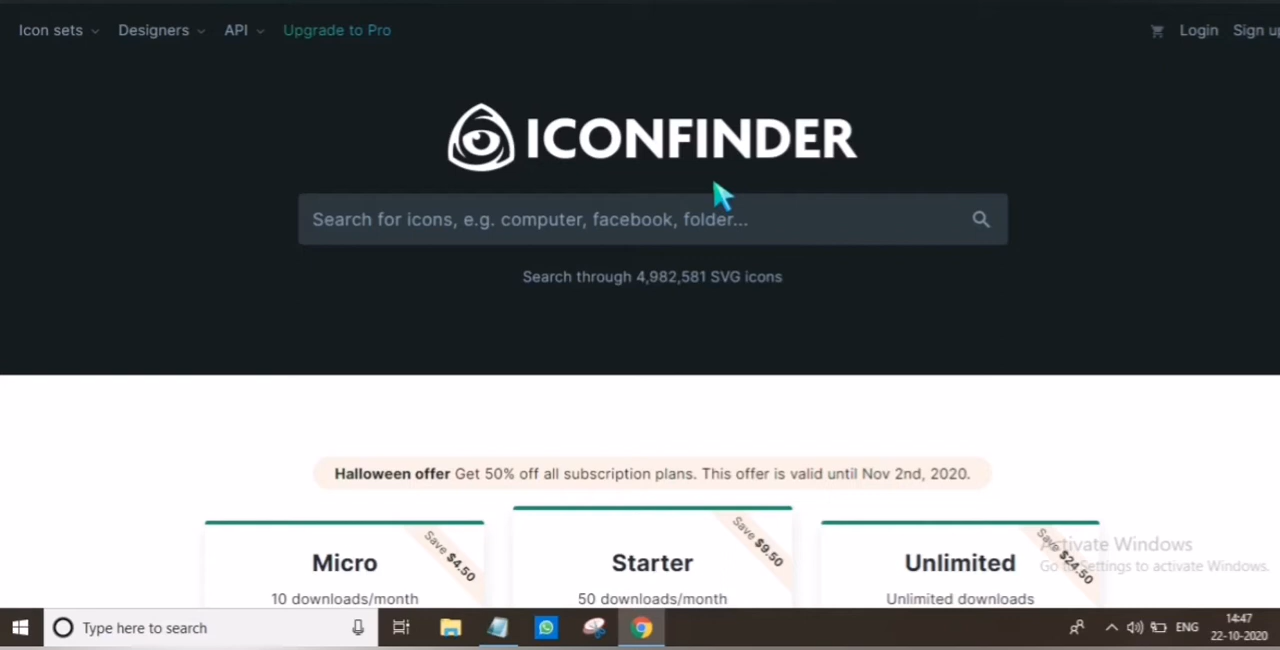 Icon sets Designers API Upgrade to Pro Login Sign up
ICONFINDER
Search for icons, e.g. computer, facebook, folder...
Search through 4,982,581 SVG icons
Halloween offer Get 50% off all subscription plans. This offer is valid until Nov 2nd, 2020.
Save $4.50
Save $9.50
Save $24.50
Micro
Starter
Unlimited
10 downloads/month
50 downloads/month
Unlimited downloads
Activate Windows
Go to Settings to activate Windows.
Type here to search
ENG
14:47
22-10-2020